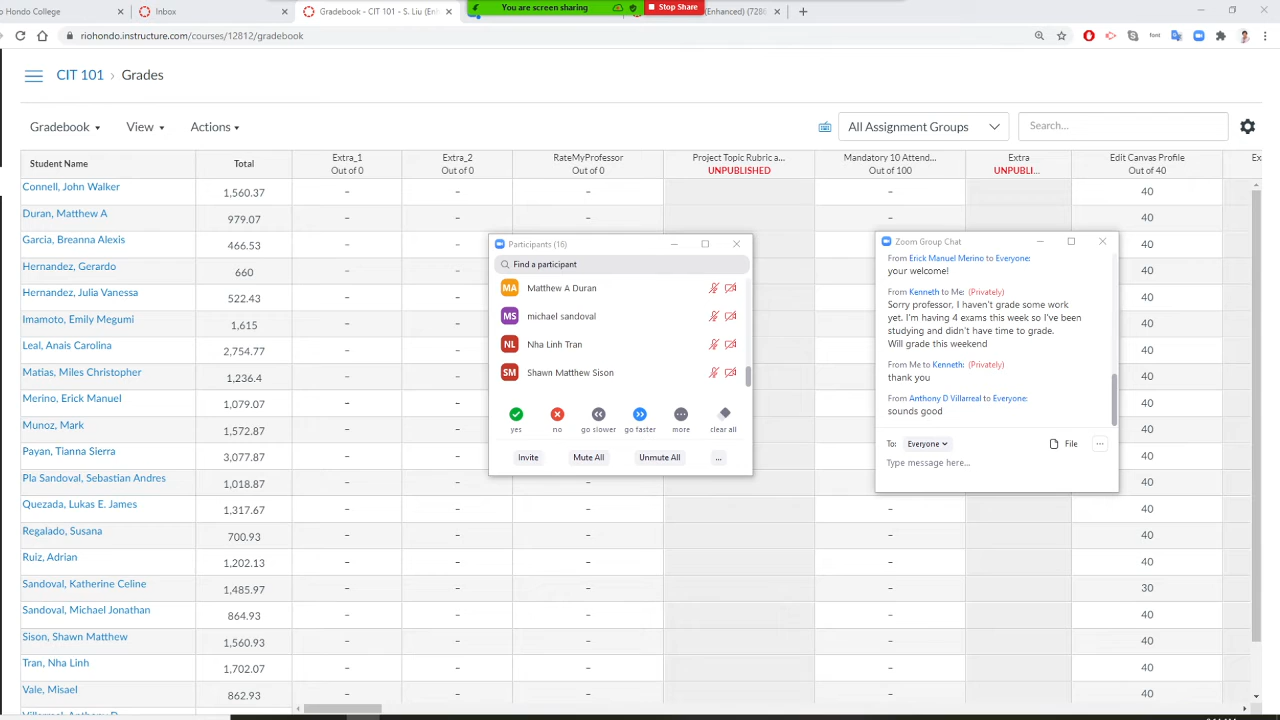 o Hondo College
Inbox
Gradebook - CIT 101 - S. Liu (Enh
You are screen sharing
Stop Share
(Enhanced) (728
riohondo.instructure.com/courses/12812/gradebook
CIT 101 › Grades
Gradebook
View
Actions
All Assignment Groups
Search...
Student Name
Total
Extra_1
Out of 0
Extra_2
Out of 0
RateMyProfessor
Out of 0
Project Topic Rubric a...
UNPUBLISHED
Mandatory 10 Attend...
Out of 100
Extra
UNPUBLI...
Edit Canvas Profile
Out of 40
Ex
Connell, John Walker 1,560.37 – – – – 40
Duran, Matthew A 979.07 – – – – 40
Garcia, Breanna Alexis 466.53 – – 40
Hernandez, Gerardo 660 – – 40
Hernandez, Julia Vanessa 522.43 – – 40
Imamoto, Emily Megumi 1,615 – – 40
Leal, Anais Carolina 2,754.77 – – 40
Matias, Miles Christopher 1,236.4 – – 40
Merino, Erick Manuel 1,079.07 – – 40
Munoz, Mark 1,572.87 – – 40
Payan, Tianna Sierra 3,077.87 – – 40
Pla Sandoval, Sebastian Andres 1,018.87 – – – 40
Quezada, Lukas E. James 1,317.67 – – – – 40
Regalado, Susana 700.93 – – – – 40
Ruiz, Adrian 1,202.13 – – – – 40
Sandoval, Katherine Celine 1,485.97 – – – – 30
Sandoval, Michael Jonathan 864.93 – – – – 40
Sison, Shawn Matthew 1,560.93 – – – – 40
Tran, Nha Linh 1,702.07 – – – – 40
Vale, Misael 862.93 – – – – 40
Participants (16)
Find a participant
MA Matthew A Duran
MS michael sandoval
NL Nha Linh Tran
SM Shawn Matthew Sison
yes no go slower go faster more clear all
Invite Mute All Unmute All ...
Zoom Group Chat
From Erick Manuel Merino to Everyone:
your welcome!
From Kenneth to Me: (Privately)
Sorry professor, I haven't grade some work
yet. I'm having 4 exams this week so I've been
studying and didn't have time to grade.
Will grade this weekend
From Me to Kenneth: (Privately)
thank you
From Anthony D Villarreal to Everyone:
sounds good
To: Everyone File ...
Type message here...